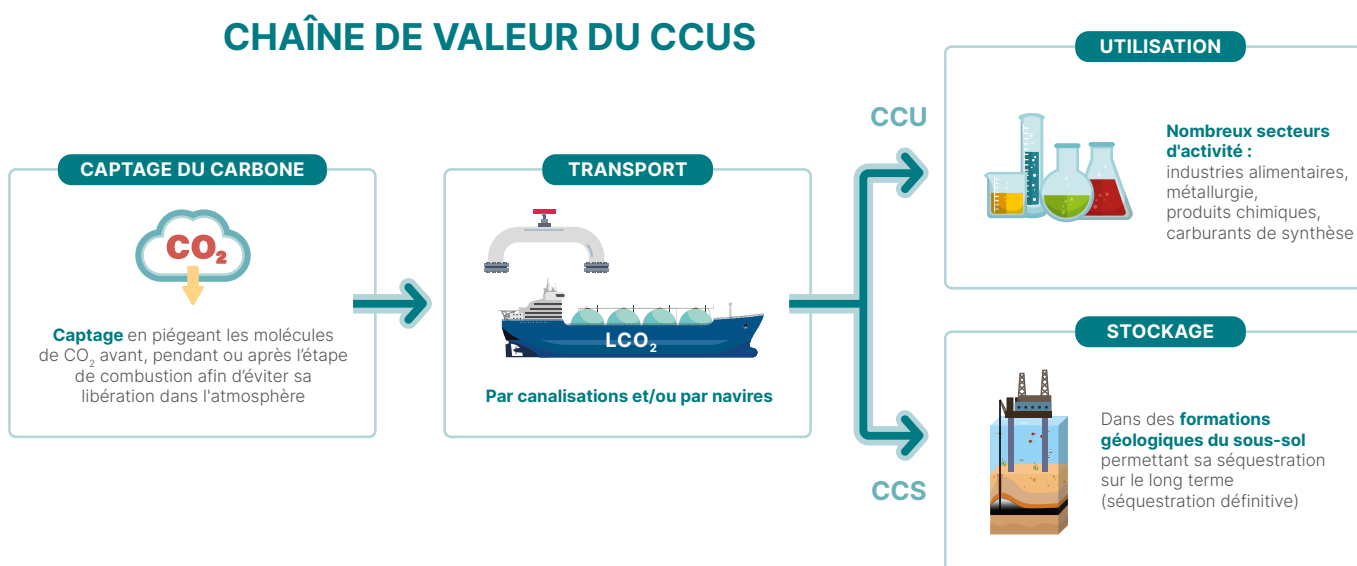 CHAÎNE DE VALEUR DU CCUS
CAPTAGE DU CARBONE
CO₂
Captage en piégeant les molécules
de CO₂ avant, pendant ou après l’étape
de combustion afin d’éviter sa
libération dans l'atmosphère
TRANSPORT
LCO₂
Par canalisations et/ou par navires
CCU
UTILISATION
Nombreux secteurs
d'activité :
industries alimentaires,
métallurgie,
produits chimiques,
carburants de synthèse
CCS
STOCKAGE
Dans des formations
géologiques du sous-sol
permettant sa séquestration
sur le long terme
(séquestration définitive)